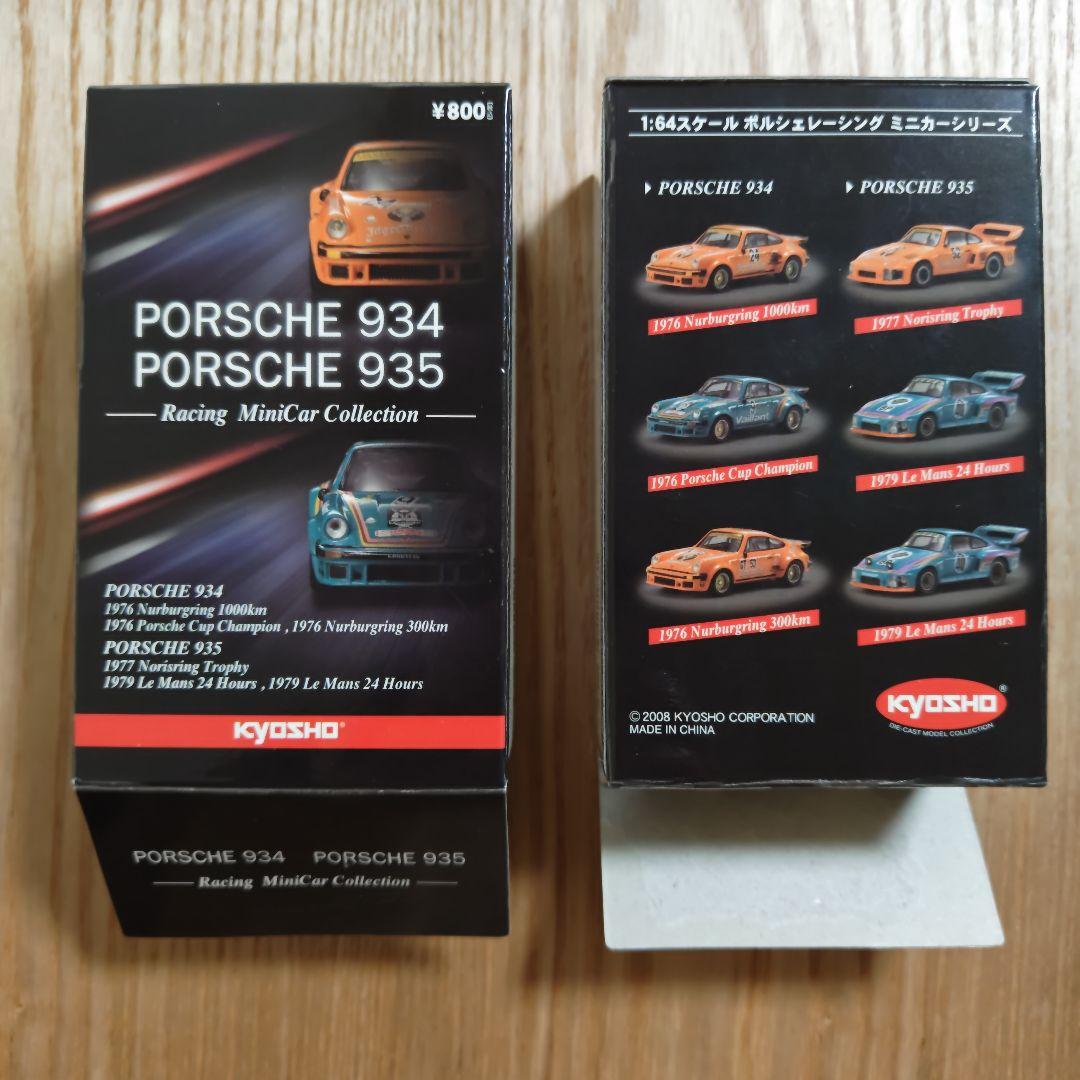 ¥800
PORSCHE 934
PORSCHE 935
Racing MiniCar Collection
PORSCHE 934
1976 Nurburgring 1000km
1976 Porsche Cup Champion , 1976 Nurburgring 300km
PORSCHE 935
1977 Norisring Trophy
1979 Le Mans 24 Hours , 1979 Le Mans 24 Hours
KYOSHO®
PORSCHE 934 PORSCHE 935
Racing MiniCar Collection
1:64スケール ポルシェレーシング ミニカーシリーズ
PORSCHE 934
PORSCHE 935
24
52
1976 Nurburgring 1000km
1977 Norisring Trophy
Vaillant
1976 Porsche Cup Champion
1979 Le Mans 24 Hours
1976 Nurburgring 300km
1979 Le Mans 24 Hours
© 2008 KYOSHO CORPORATION
MADE IN CHINA
KYOSHO®
DIE-CAST MODEL COLLECTION